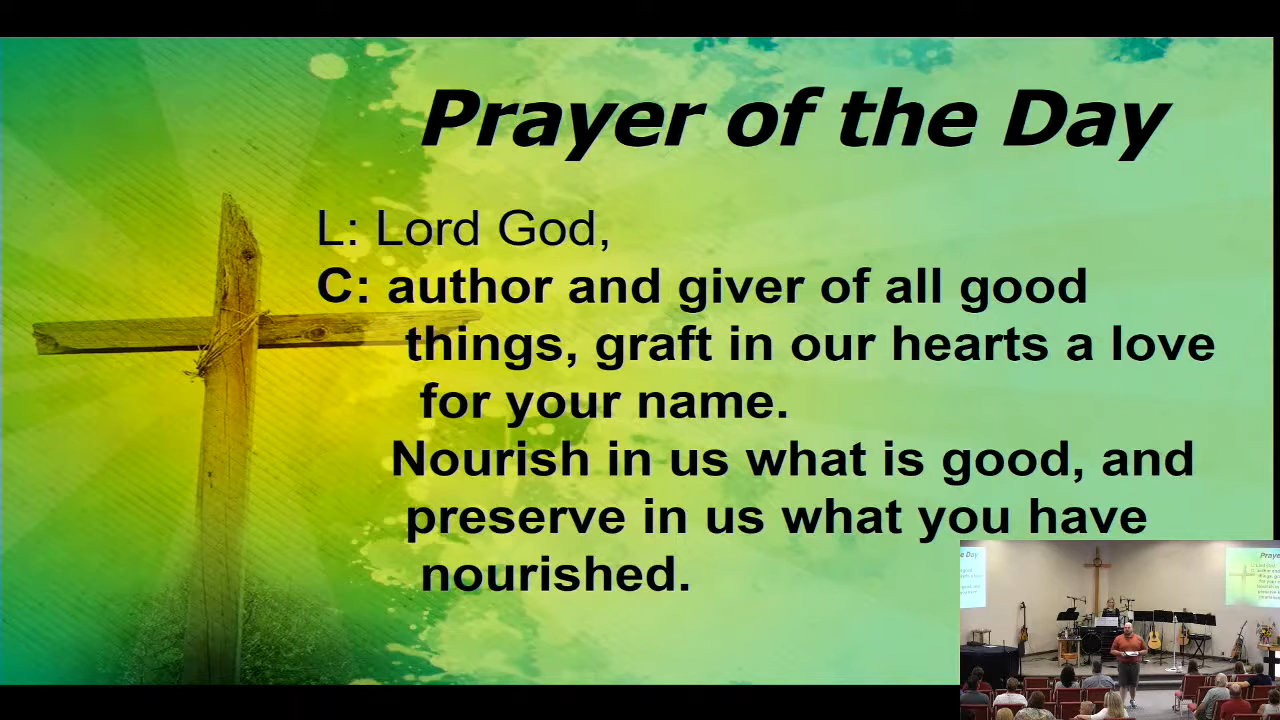 Prayer of the Day
L: Lord God,
C: author and giver of all good
things, graft in our hearts a love
for your name.
Nourish in us what is good, and
preserve in us what you have
nourished.